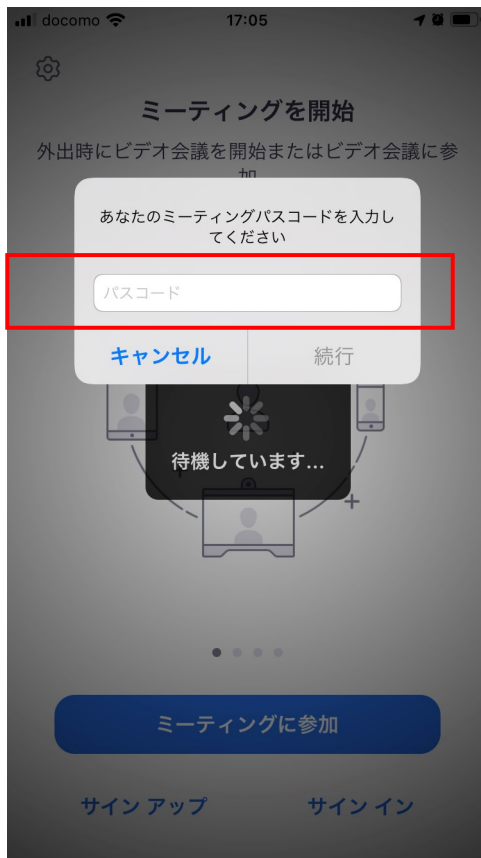 docomo 17:05
ミーティングを開始
外出時にビデオ会議を開始またはビデオ会議に参
加
あなたのミーティングパスコードを入力し
てください
パスコード
キャンセル 続行
待機しています...
ミーティングに参加
サイン アップ サイン イン